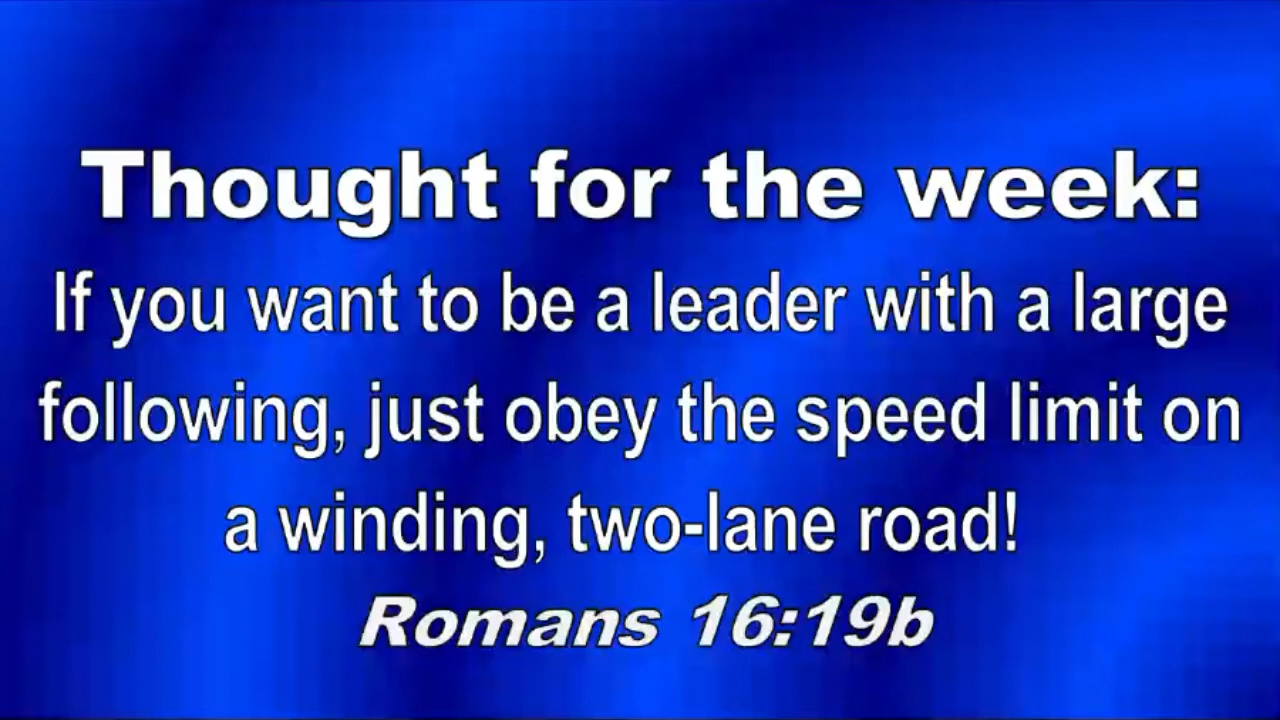 Thought for the week:
If you want to be a leader with a large
following, just obey the speed limit on
a winding, two-lane road!
Romans 16:19b